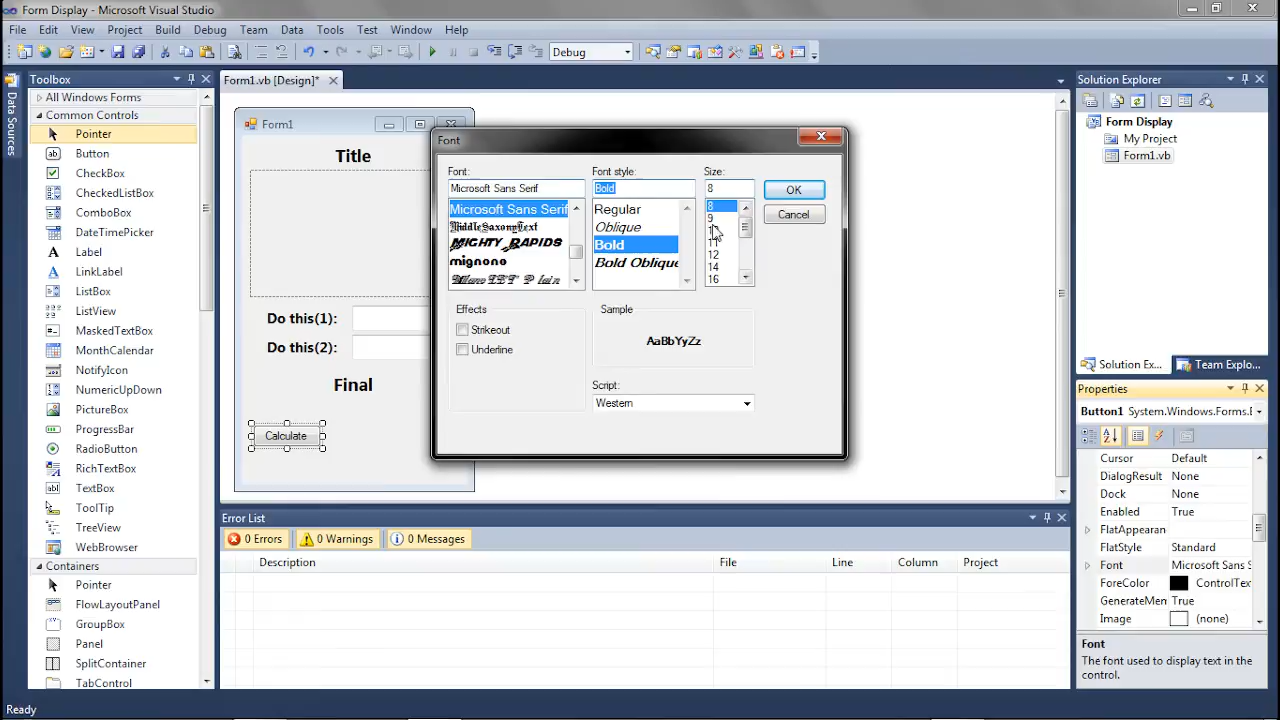 Form Display - Microsoft Visual Studio
File Edit View Project Build Debug Team Data Tools Test Window Help
Debug
Data Sources
Toolbox
All Windows Forms
Common Controls
Pointer
Button
CheckBox
CheckedListBox
ComboBox
DateTimePicker
Label
LinkLabel
ListBox
ListView
MaskedTextBox
MonthCalendar
NotifyIcon
NumericUpDown
PictureBox
ProgressBar
RadioButton
RichTextBox
TextBox
ToolTip
TreeView
WebBrowser
Containers
Pointer
FlowLayoutPanel
GroupBox
Panel
SplitContainer
TabControl
Form1.vb [Design]*
Form1
Title
Do this(1):
Do this(2):
Final
Calculate
Font
Font:
Microsoft Sans Serif
Microsoft Sans Serif
MiddleSaxonyText
MIGHTY RAPIDS
mignone
Font style:
Bold
Regular
Oblique
Bold
Bold Oblique
Size:
8
8
9
11
12
14
16
OK
Cancel
Effects
Strikeout
Underline
Sample
AaBbYyZz
Script:
Western
Error List
0 Errors 0 Warnings 0 Messages
Description File Line Column Project
Solution Explorer
Form Display
My Project
Form1.vb
Solution Ex... Team Explo...
Properties
Button1 System.Windows.Forms.B
Cursor Default
DialogResult None
Dock None
Enabled True
FlatAppearan
FlatStyle Standard
Font Microsoft Sans S
ForeColor ControlText
GenerateMem True
Image (none)
Font
The font used to display text in the
control.
Ready